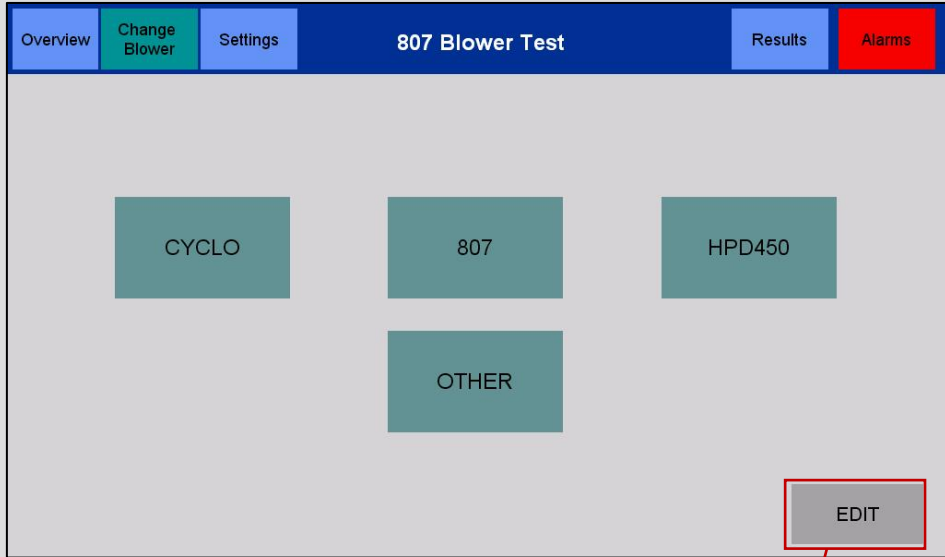 Overview
Change
Blower
Settings
807 Blower Test
Results
Alarms
CYCLO
807
HPD450
OTHER
EDIT